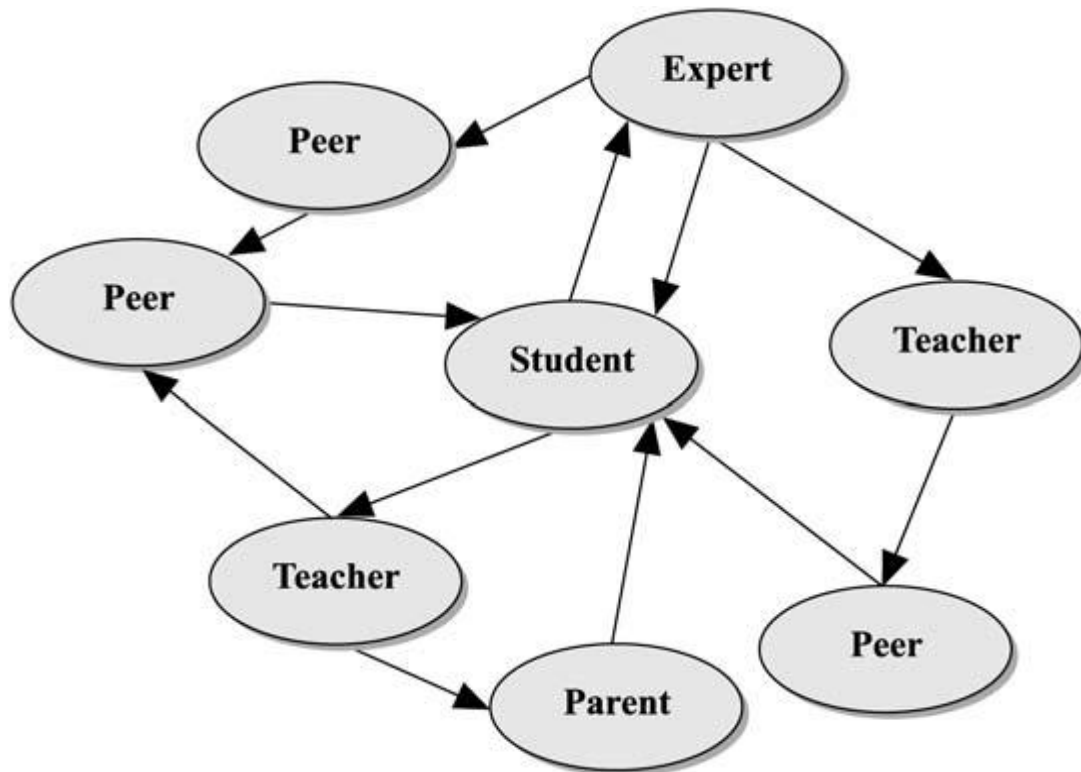 Expert
Peer
Peer
Teacher
Student
Teacher
Peer
Parent